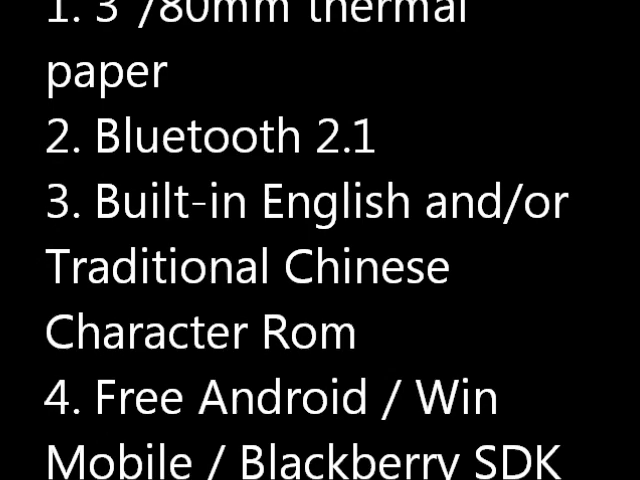 1. 3"/80mm thermal
paper
2. Bluetooth 2.1
3. Built-in English and/or
Traditional Chinese
Character Rom
4. Free Android / Win
Mobile / Blackberry SDK